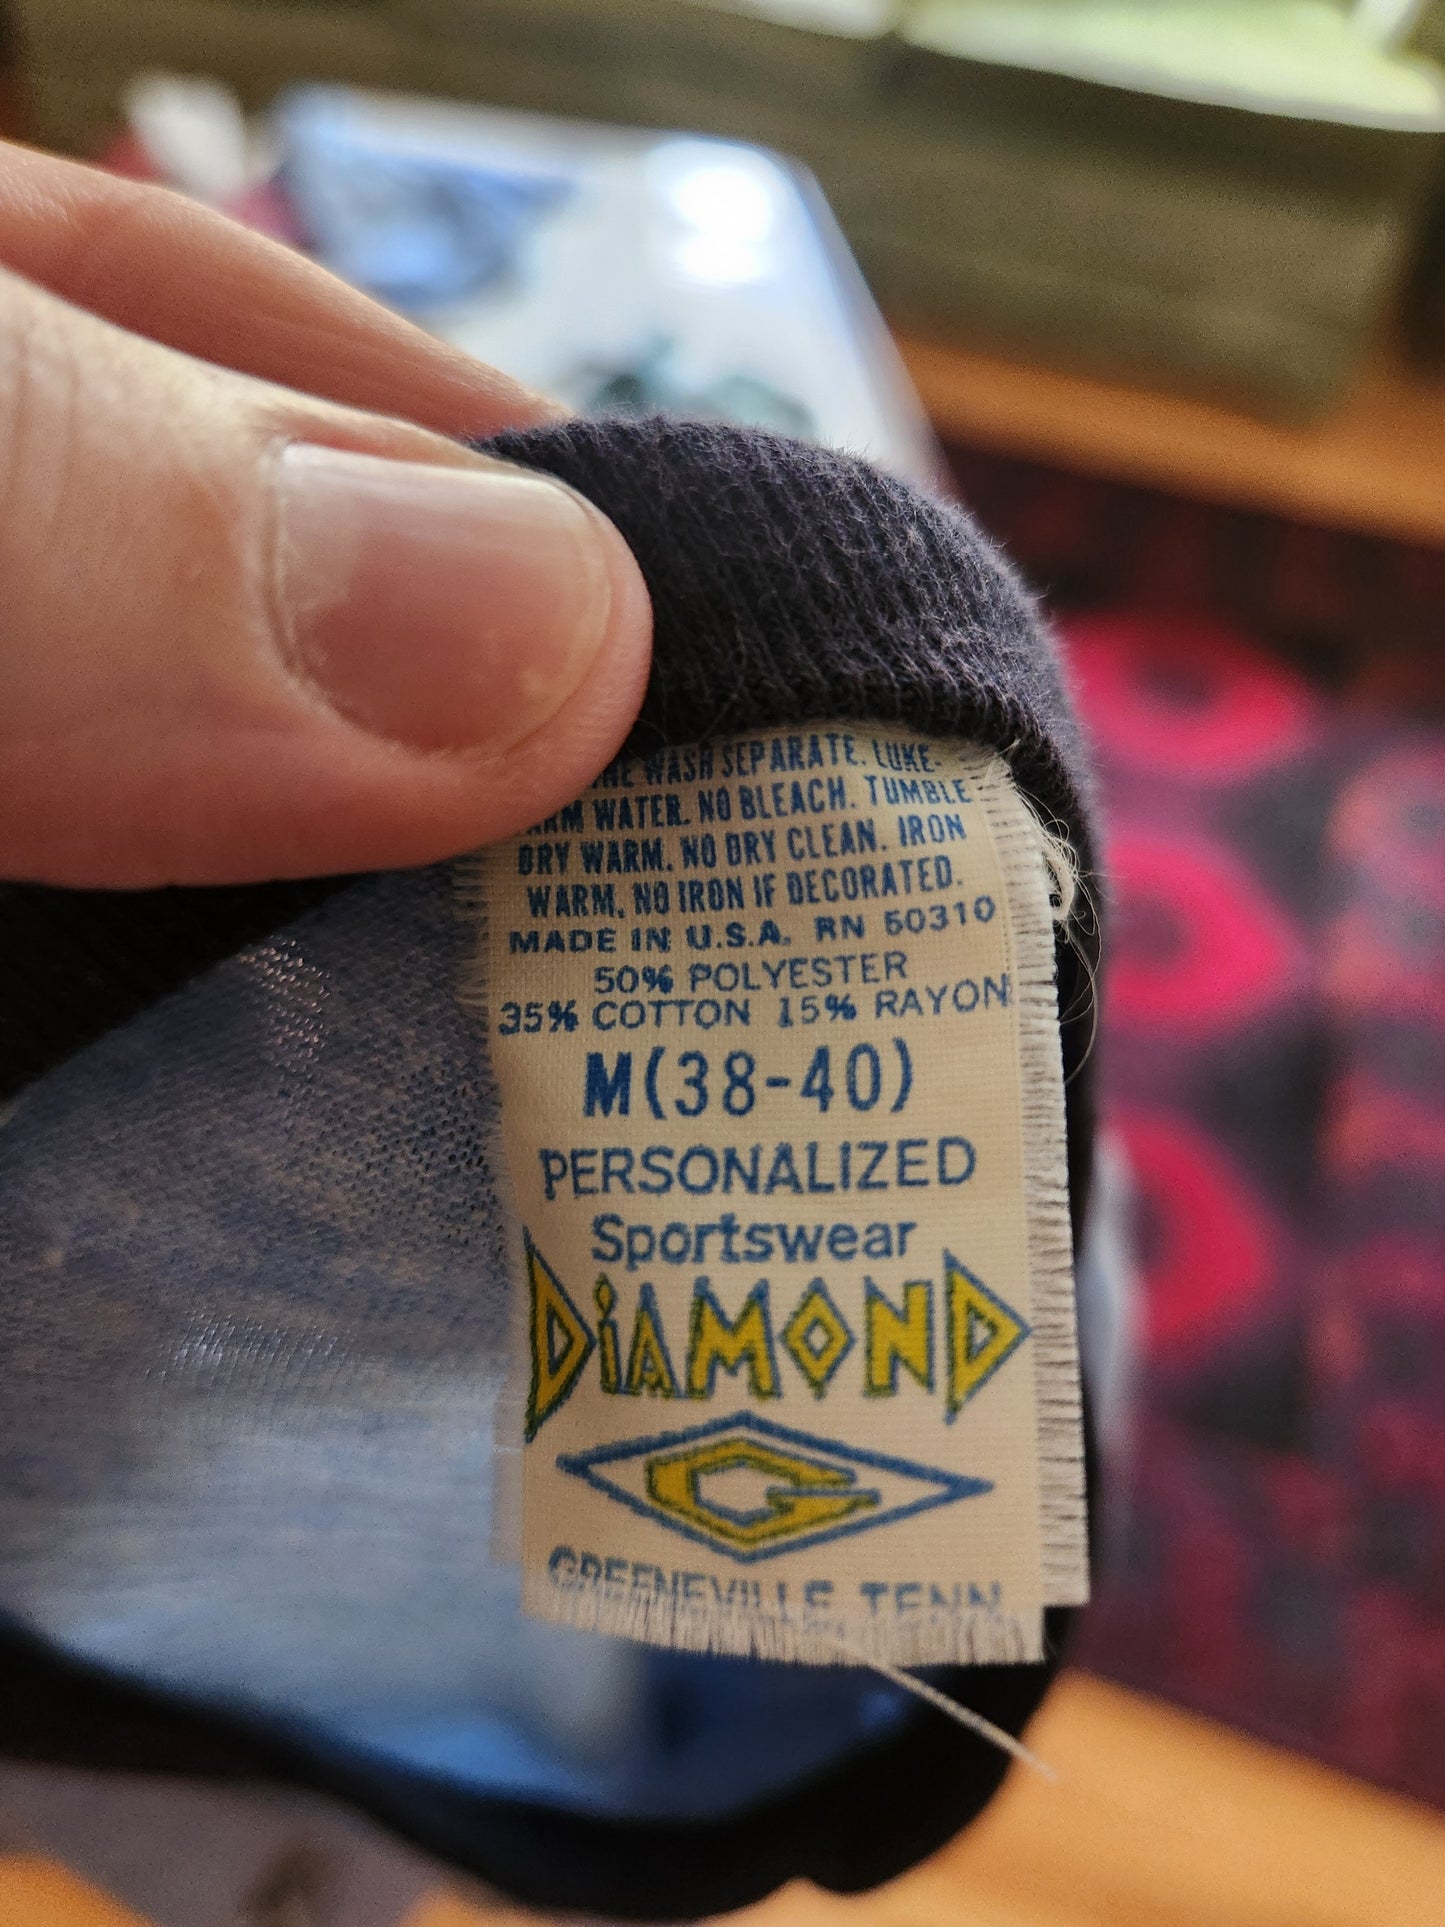 WASH SEPARATE. LUKE-
WATER. NO BLEACH. TUMBLE
DRY WARM. NO DRY CLEAN. IRON
WARM. NO IRON IF DECORATED.
MADE IN U.S.A. RN 50310
50% POLYESTER
35% COTTON 15% RAYON
M(38-40)
PERSONALIZED
Sportswear
DiAMOND
G
GREENEVILLE, TENN.